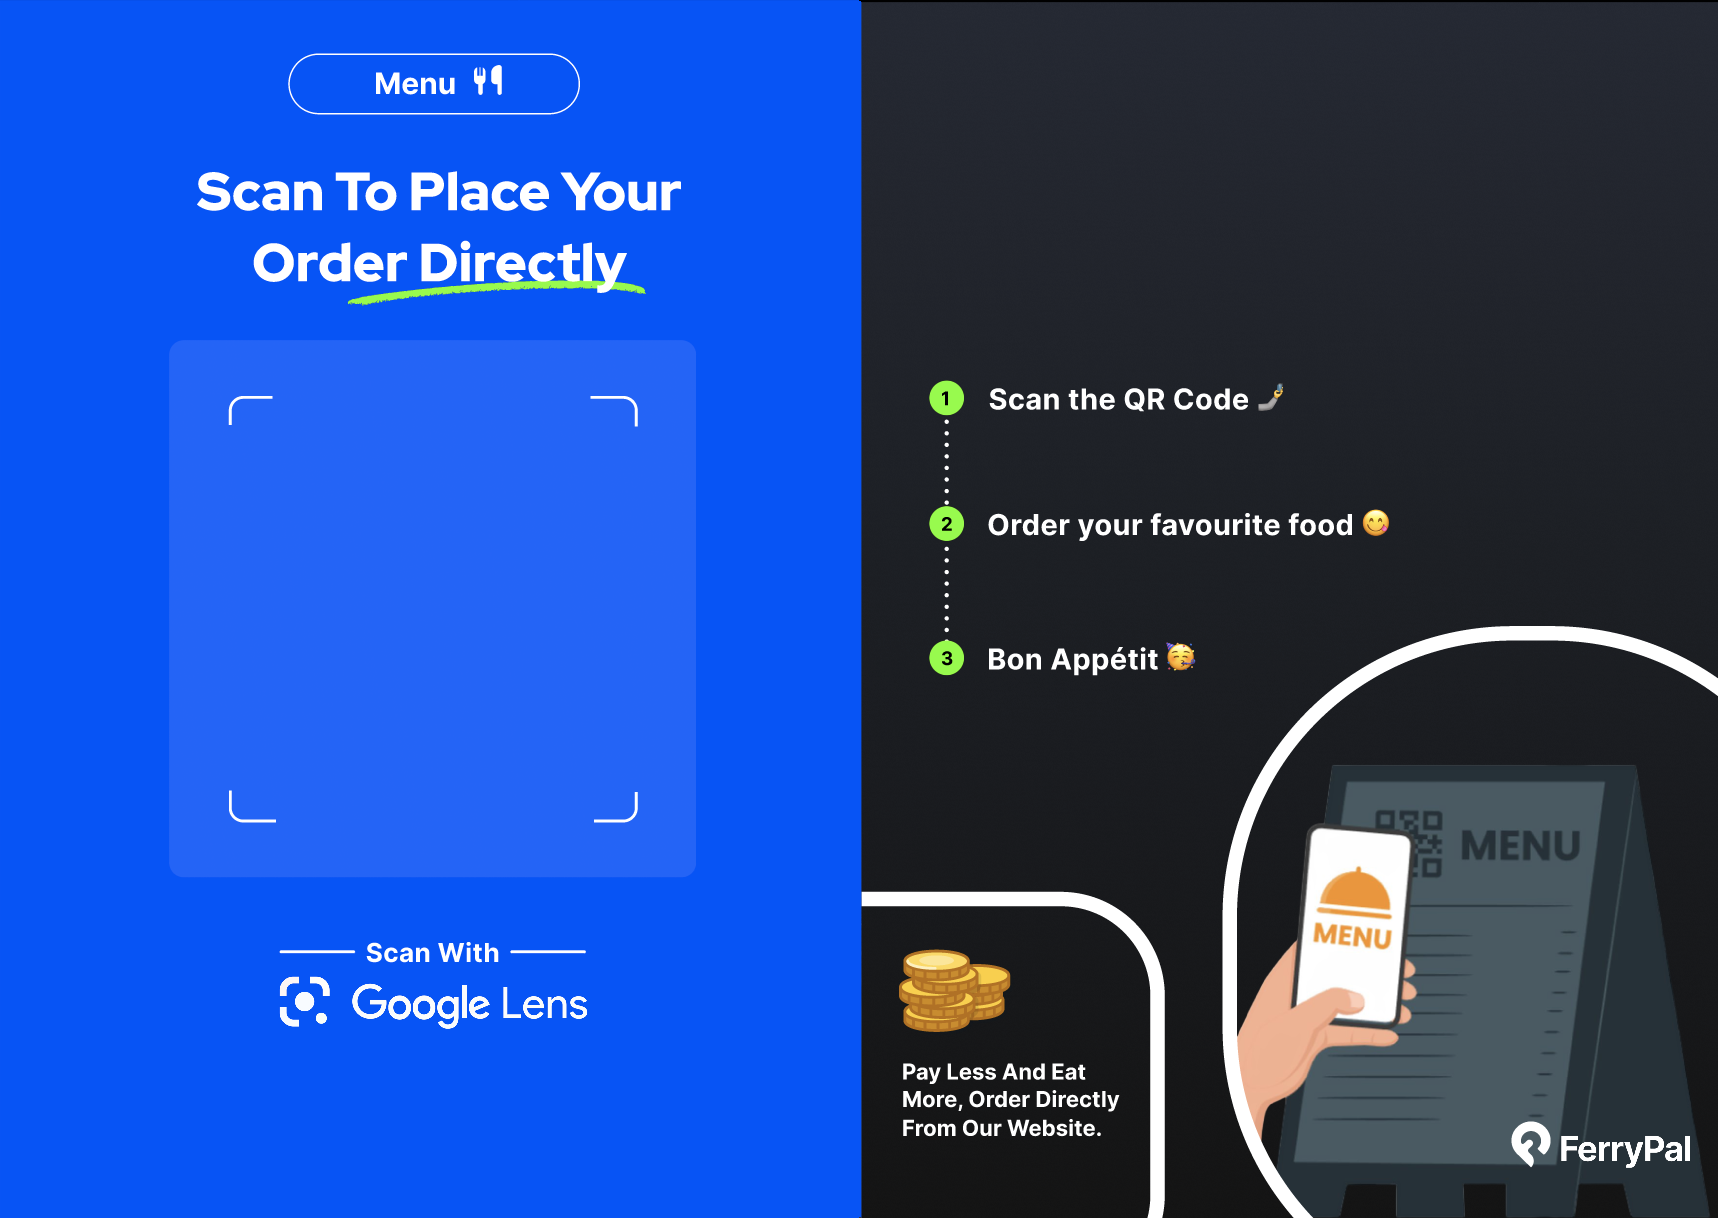 Menu
Scan To Place Your
Order Directly
Scan With
Google Lens
1 Scan the QR Code
2 Order your favourite food
3 Bon Appétit
Pay Less And Eat
More, Order Directly
From Our Website.
MENU
MENU
FerryPal